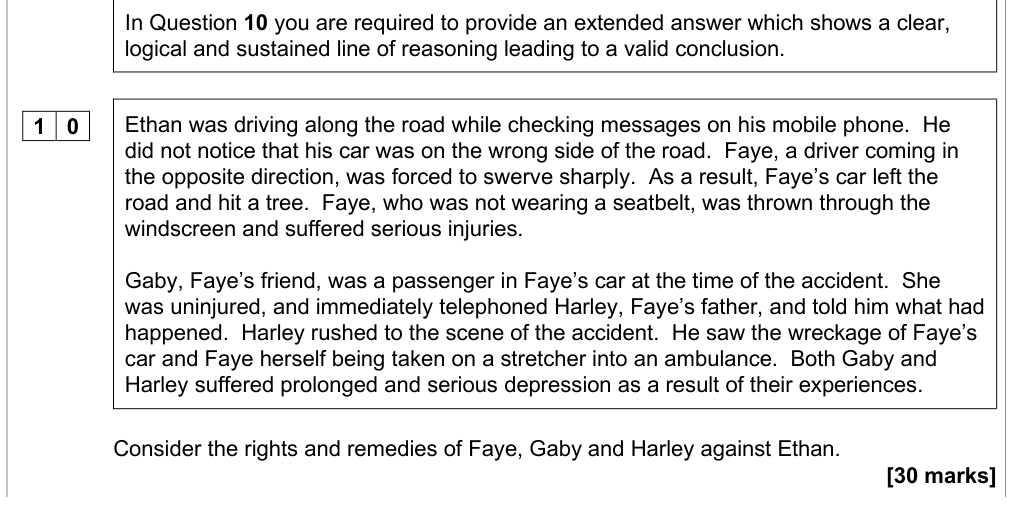 In Question 10 you are required to provide an extended answer which shows a clear,
logical and sustained line of reasoning leading to a valid conclusion.
1 0
Ethan was driving along the road while checking messages on his mobile phone. He
did not notice that his car was on the wrong side of the road. Faye, a driver coming in
the opposite direction, was forced to swerve sharply. As a result, Faye's car left the
road and hit a tree. Faye, who was not wearing a seatbelt, was thrown through the
windscreen and suffered serious injuries.
Gaby, Faye's friend, was a passenger in Faye's car at the time of the accident. She
was uninjured, and immediately telephoned Harley, Faye's father, and told him what had
happened. Harley rushed to the scene of the accident. He saw the wreckage of Faye's
car and Faye herself being taken on a stretcher into an ambulance. Both Gaby and
Harley suffered prolonged and serious depression as a result of their experiences.
Consider the rights and remedies of Faye, Gaby and Harley against Ethan.
[30 marks]